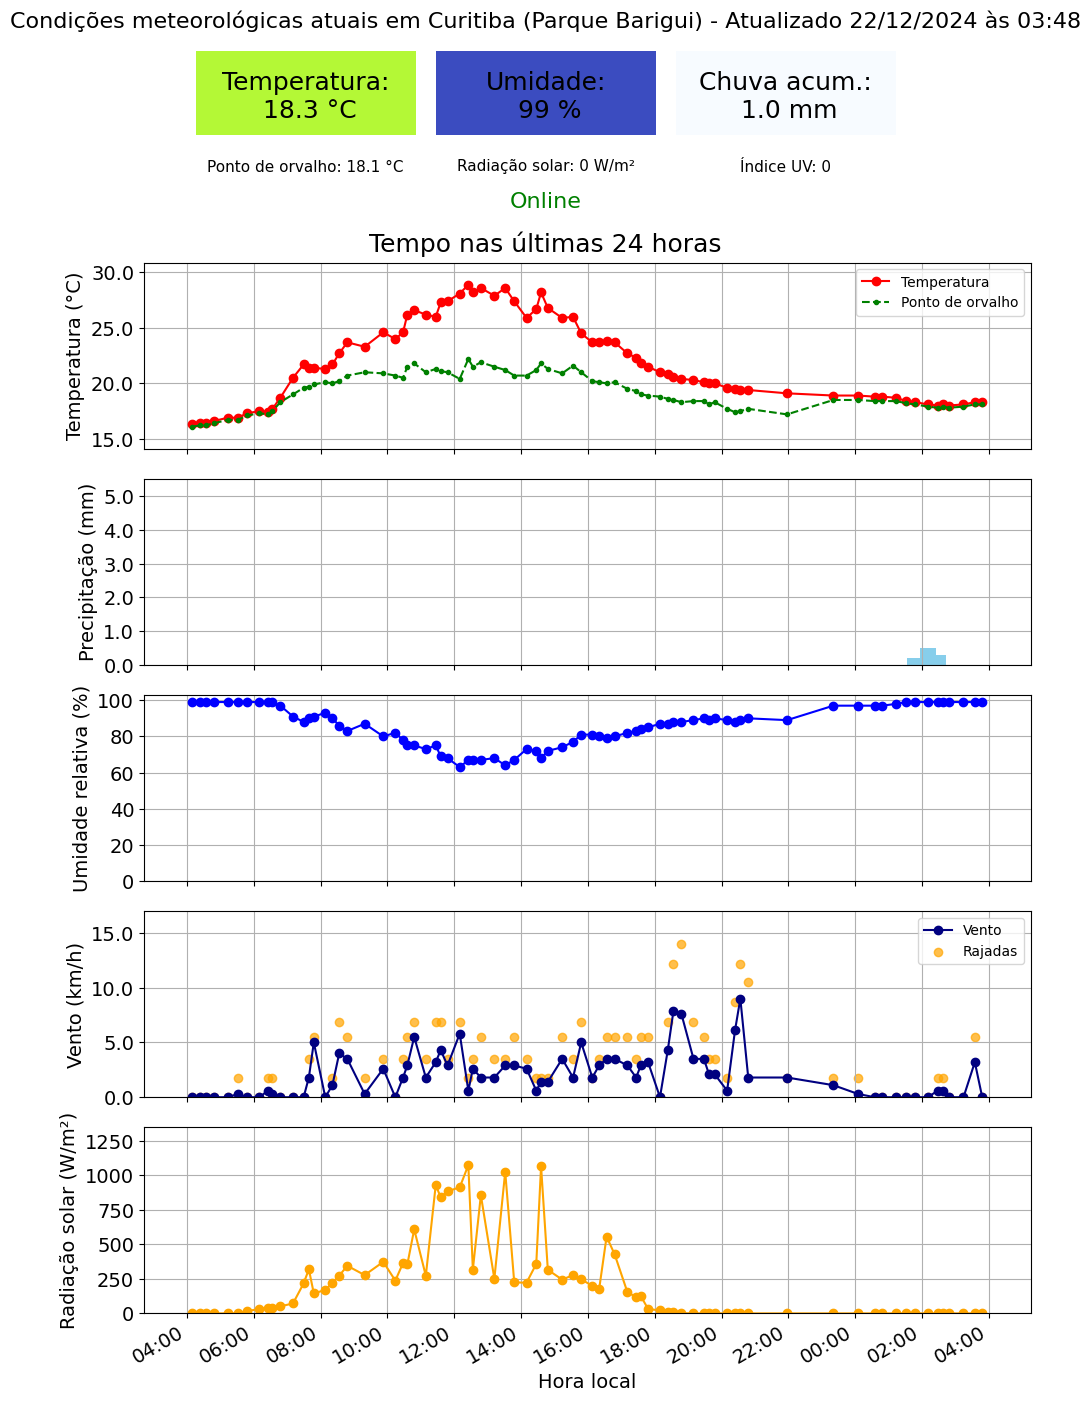 Condições meteorológicas atuais em Curitiba (Parque Barigui) - Atualizado 22/12/2024 às 03:48
Temperatura:
18.3 °C
Umidade:
99 %
Chuva acum.:
1.0 mm
Ponto de orvalho: 18.1 °C
Radiação solar: 0 W/m²
Índice UV: 0
Online
Tempo nas últimas 24 horas
Temperatura (°C)
30.0
25.0
20.0
15.0
Temperatura
Ponto de orvalho
Precipitação (mm)
5.0
4.0
3.0
2.0
1.0
0.0
Umidade relativa (%)
100
80
60
40
20
0
Vento (km/h)
15.0
10.0
5.0
0.0
Vento
Rajadas
Radiação solar (W/m²)
1250
1000
750
500
250
0
04:00
06:00
08:00
10:00
12:00
14:00
16:00
18:00
20:00
22:00
00:00
02:00
04:00
Hora local